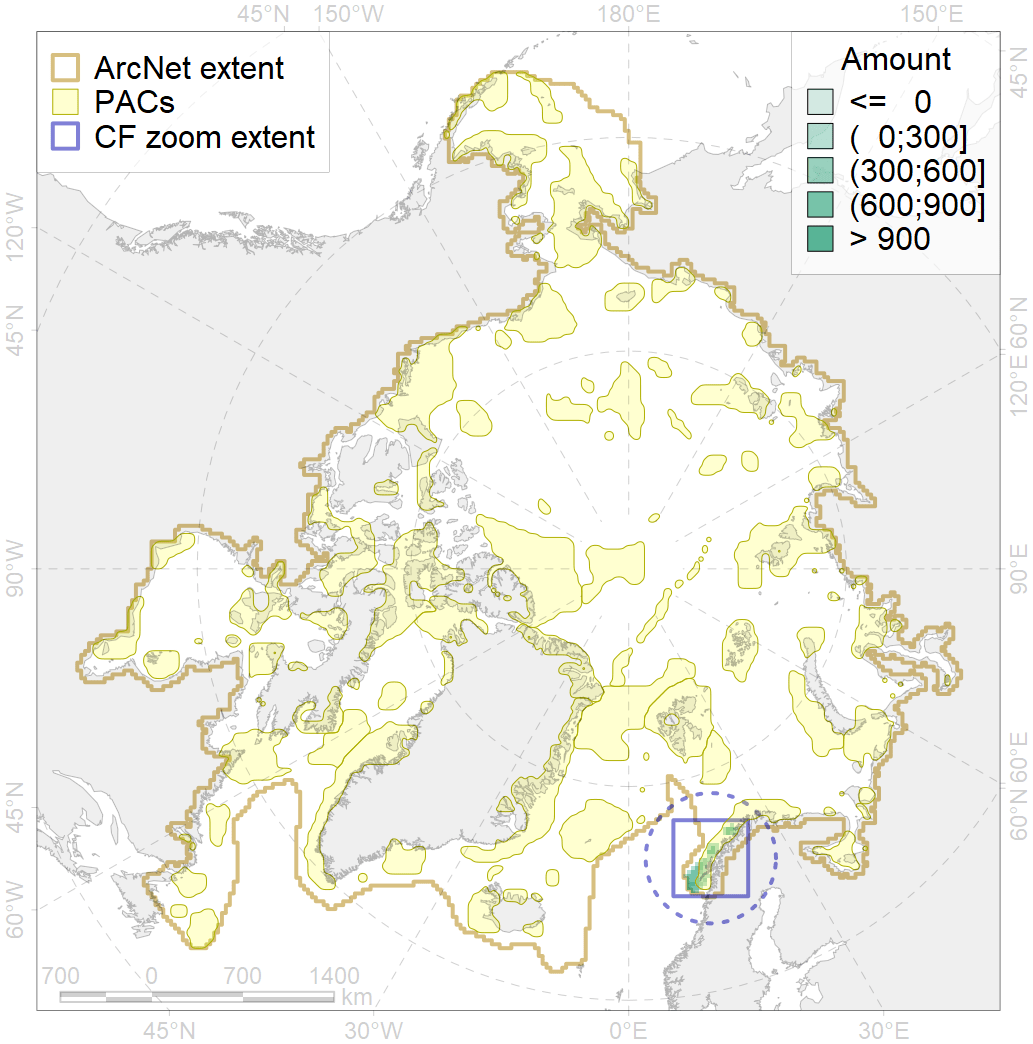 45°N 150°W 180°E 150°E
ArcNet extent
PACs
CF zoom extent
Amount
<= 0
( 0;300]
(300;600]
(600;900]
> 900
45°N
120°W
45°N
60°N
120°E
90°W
90°E
45°N
60°E
60°N
60°W
700 0 700 1400
km
45°N 30°W 0°E 30°E